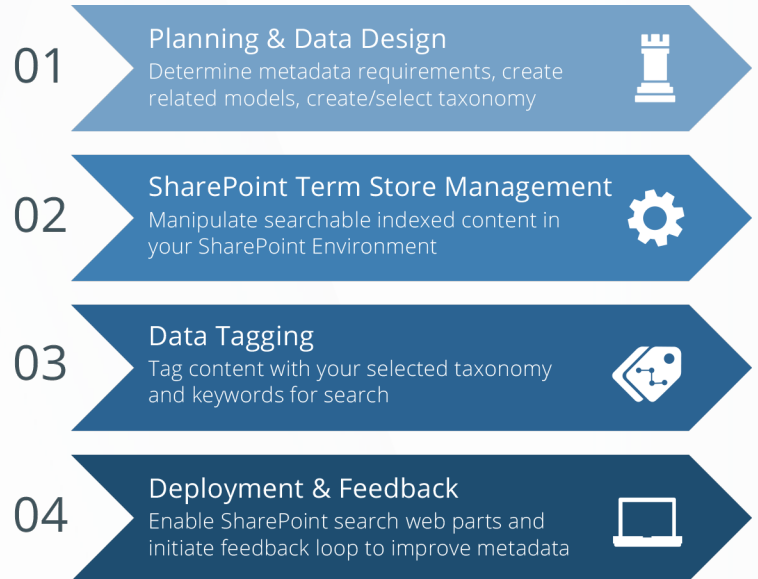 01
Planning & Data Design
Determine metadata requirements, create
related models, create/select taxonomy
02
SharePoint Term Store Management
Manipulate searchable indexed content in
your SharePoint Environment
03
Data Tagging
Tag content with your selected taxonomy
and keywords for search
04
Deployment & Feedback
Enable SharePoint search web parts and
initiate feedback loop to improve metadata